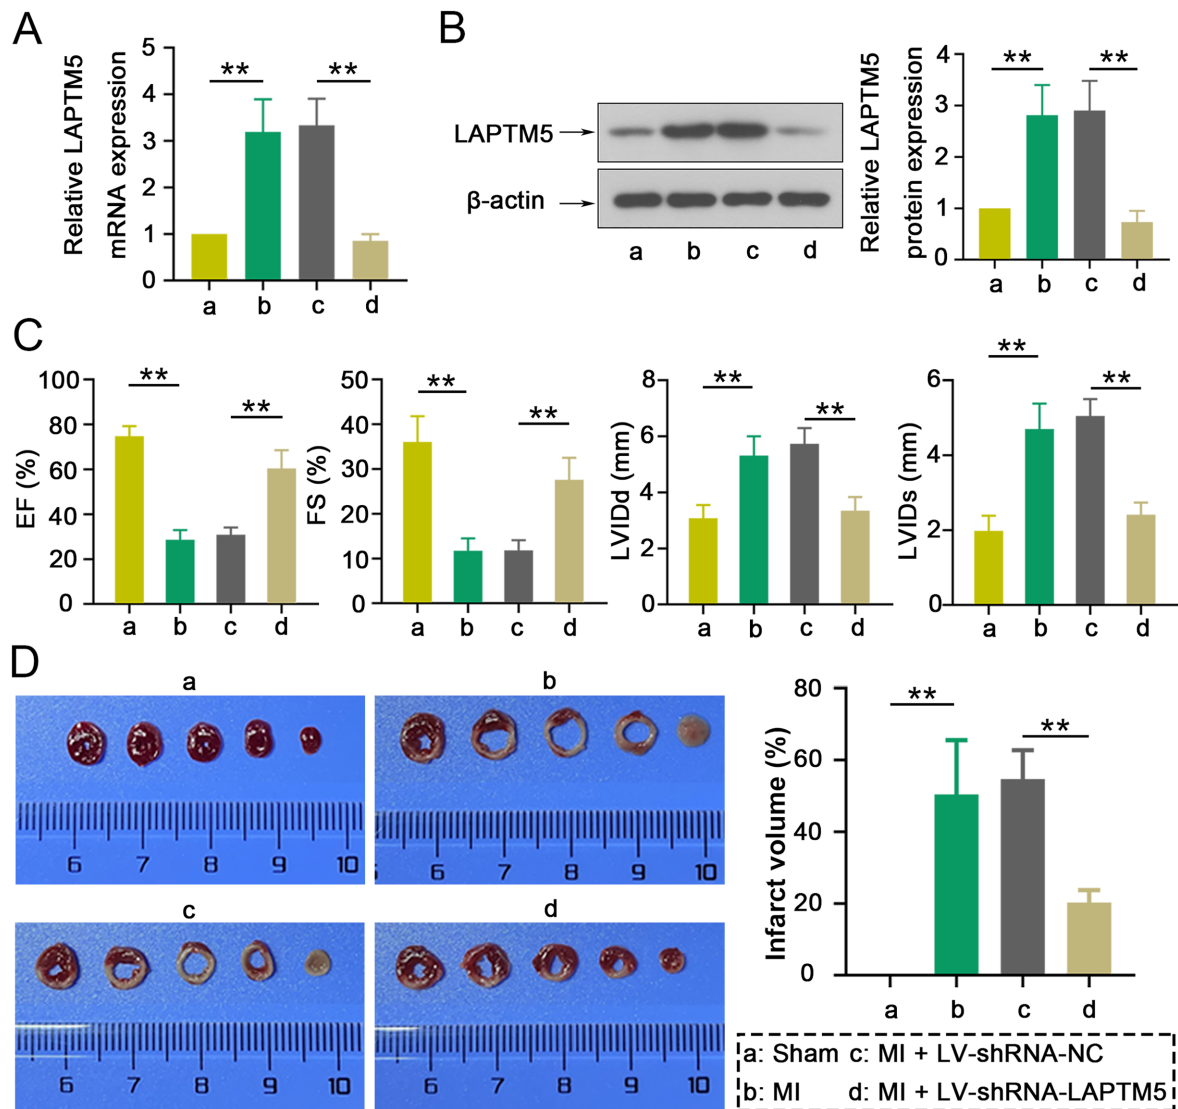 A
Relative LAPTM5
mRNA expression
5
4
3
2
1
0
**
**
a
b
c
d
B
LAPTM5
β-actin
a
b
c
d
Relative LAPTM5
protein expression
4
3
2
1
0
**
**
a
b
c
d
C
EF (%)
100
80
60
40
20
0
**
**
a
b
c
d
FS (%)
50
40
30
20
10
0
**
**
a
b
c
d
LVIDd (mm)
8
6
4
2
0
**
**
a
b
c
d
LVIDs (mm)
6
4
2
0
**
**
a
b
c
d
D
a
6 7 8 9 10
b
6 7 8 9 10
c
6 7 8 9 10
d
6 7 8 9 10
Infarct volume (%)
80
60
40
20
0
**
**
a
b
c
d
a: Sham c: MI + LV-shRNA-NC
b: MI d: MI + LV-shRNA-LAPTM5